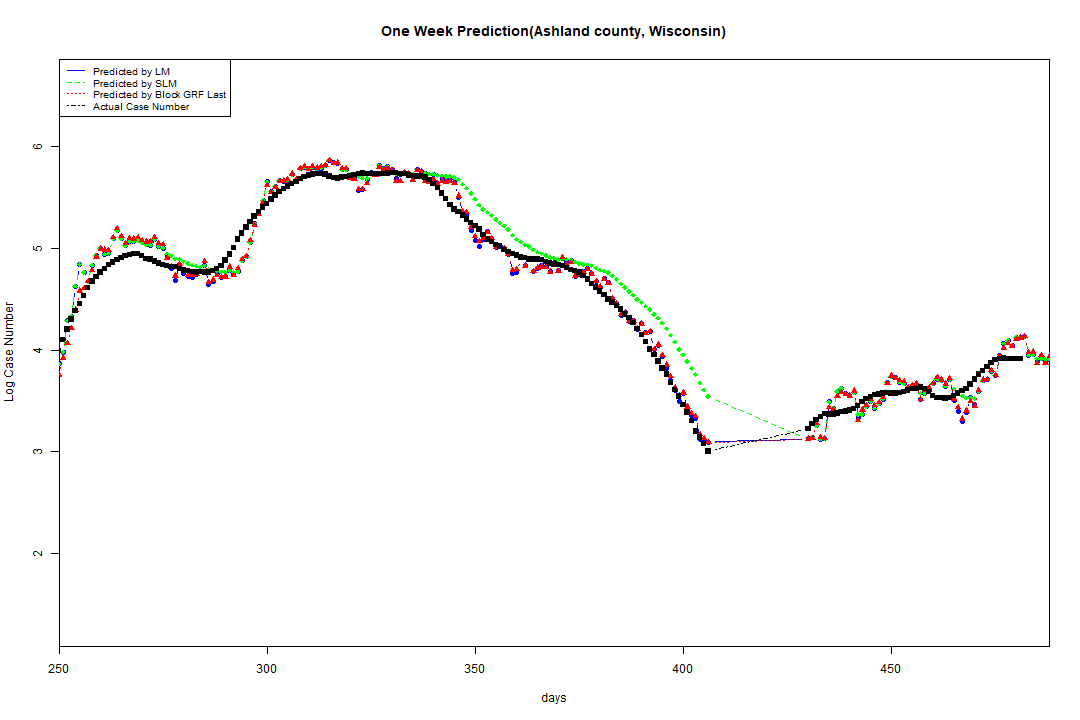 One Week Prediction(Ashland county, Wisconsin)
Predicted by LM
Predicted by SLM
Predicted by Block GRF Last
Actual Case Number
6
5
4
3
2
Log Case Number
250 300 350 400 450
days